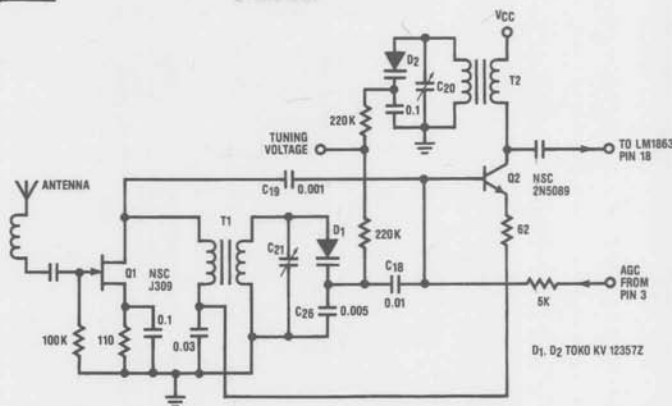 VCC
D2
C20
T2
0.1
220K
TUNING
VOLTAGE
TO LM1863
PIN 18
ANTENNA
C19 0.001
Q2 NSC
2N5089
T1
C21
D1
220K
62
Q1 NSC
J309
C18
0.01
AGC
FROM
PIN 3
5K
C26 0.005
100K
110
0.1
0.03
D1, D2 TOKO KV 1235TZ